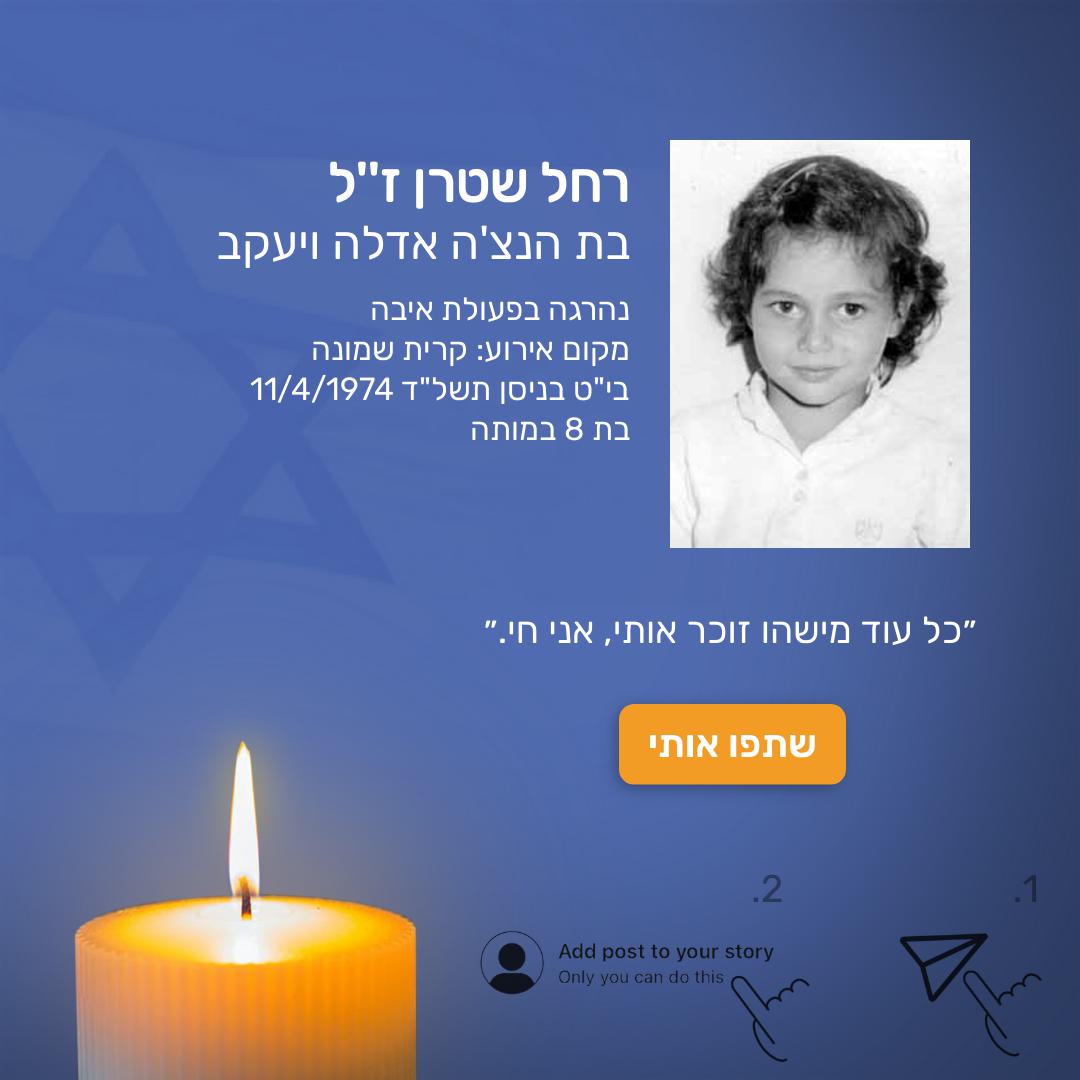 רחל שטרן ז"ל
בת הנצ'ה אדלה ויעקב
נהרגה בפעולת איבה
מקום אירוע: קרית שמונה
בי"ט בניסן תשל"ד 11/4/1974
בת 8 במותה
״כל עוד מישהו זוכר אותי, אני חי.״
שתפו אותי
1.
2.
Add post to your story
Only you can do this